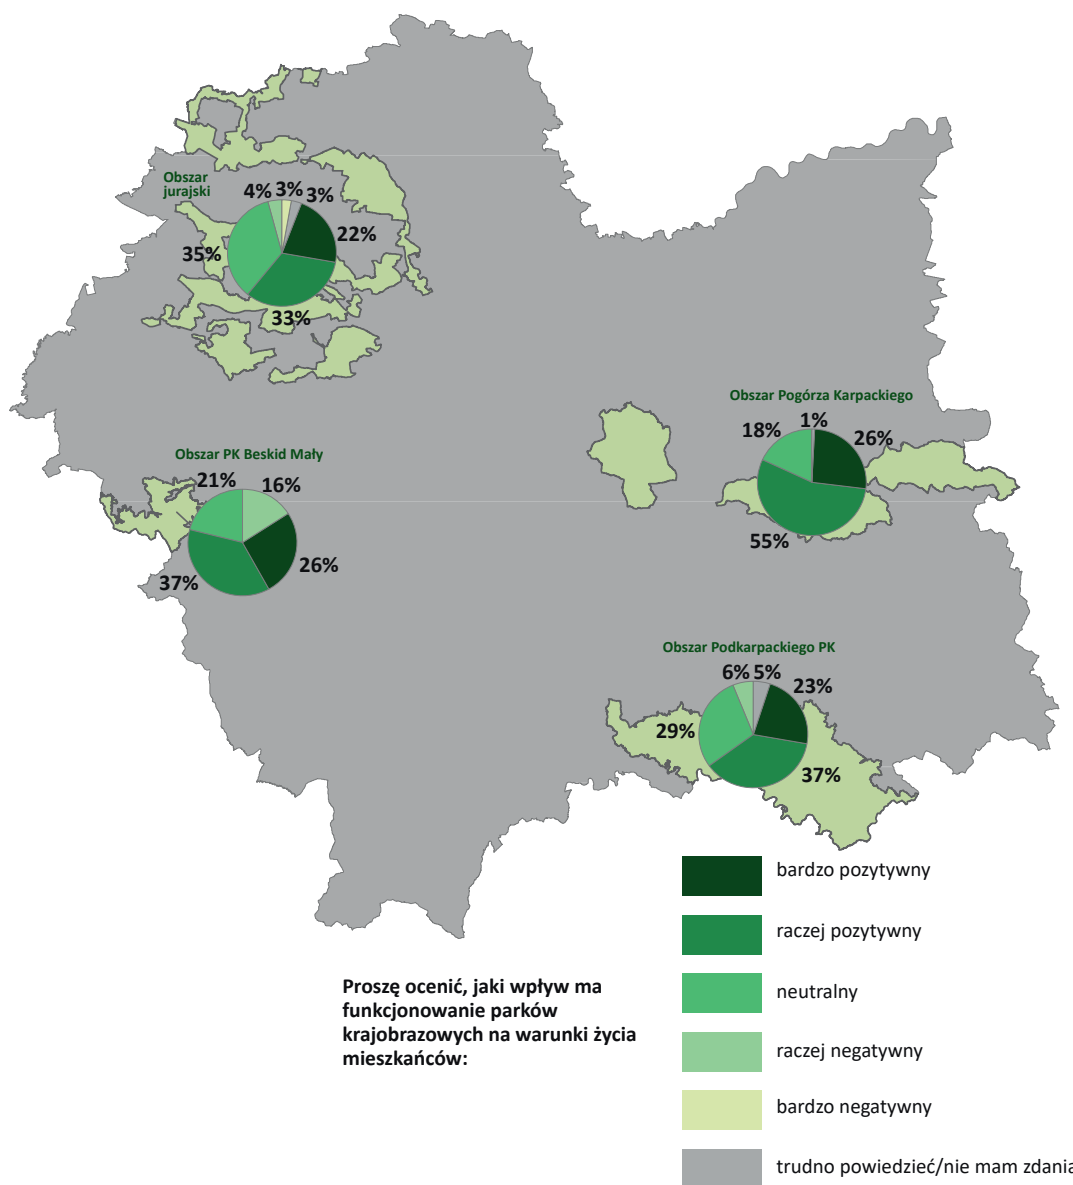 Obszar
jurajski
4% 3% 3%
22%
35%
33%
Obszar Pogórza Karpackiego
18% 1% 26%
55%
Obszar PK Beskid Mały
21% 16%
26%
37%
Obszar Podkarpackiego PK
6% 5% 23%
29%
37%
bardzo pozytywny
raczej pozytywny
neutralny
raczej negatywny
bardzo negatywny
trudno powiedzieć/nie mam zdania
Proszę ocenić, jaki wpływ ma
funkcjonowanie parków
krajobrazowych na warunki życia
mieszkańców: